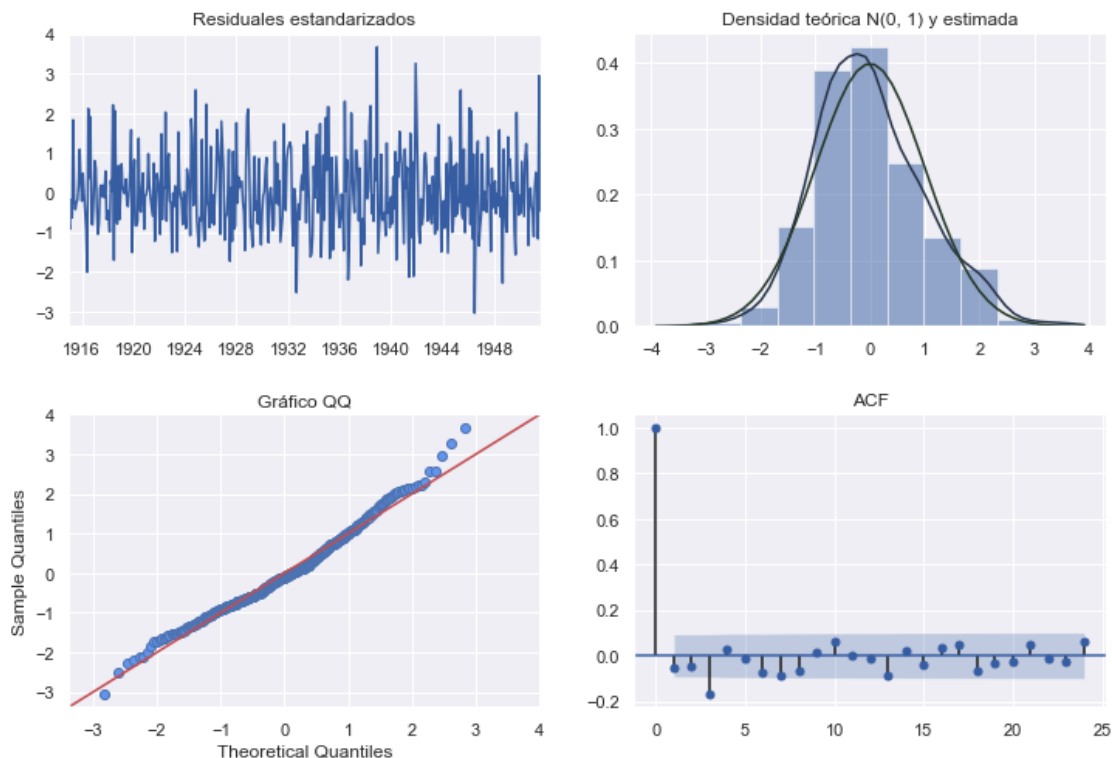 Residuales estandarizados
4
3
2
1
0
−1
−2
−3
1916 1920 1924 1928 1932 1936 1940 1944 1948
Densidad teórica N(0, 1) y estimada
0.4
0.3
0.2
0.1
0.0
−4 −3 −2 −1 0 1 2 3 4
Gráfico QQ
Sample Quantiles
4
3
2
1
0
−1
−2
−3
−3 −2 −1 0 1 2 3 4
Theoretical Quantiles
ACF
1.0
0.8
0.6
0.4
0.2
0.0
−0.2
0 5 10 15 20 25